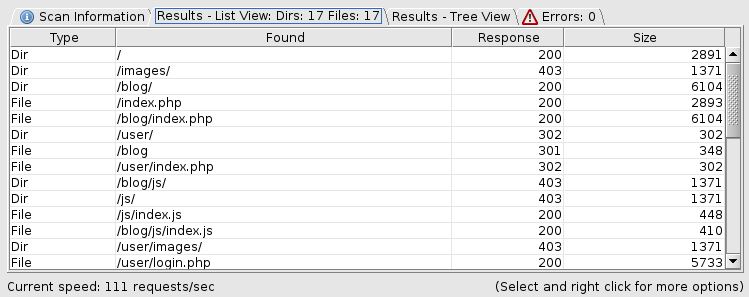 Scan Information Results - List View: Dirs: 17 Files: 17 Results - Tree View Errors: 0
Type Found Response Size
Dir / 200 2891
Dir /images/ 403 1371
Dir /blog/ 200 6104
File /index.php 200 2893
File /blog/index.php 200 6104
Dir /user/ 302 302
File /blog 301 348
File /user/index.php 302 302
Dir /blog/js/ 403 1371
Dir /js/ 403 1371
File /js/index.js 200 448
File /blog/js/index.js 200 410
Dir /user/images/ 403 1371
File /user/login.php 200 5733
Current speed: 111 requests/sec (Select and right click for more options)